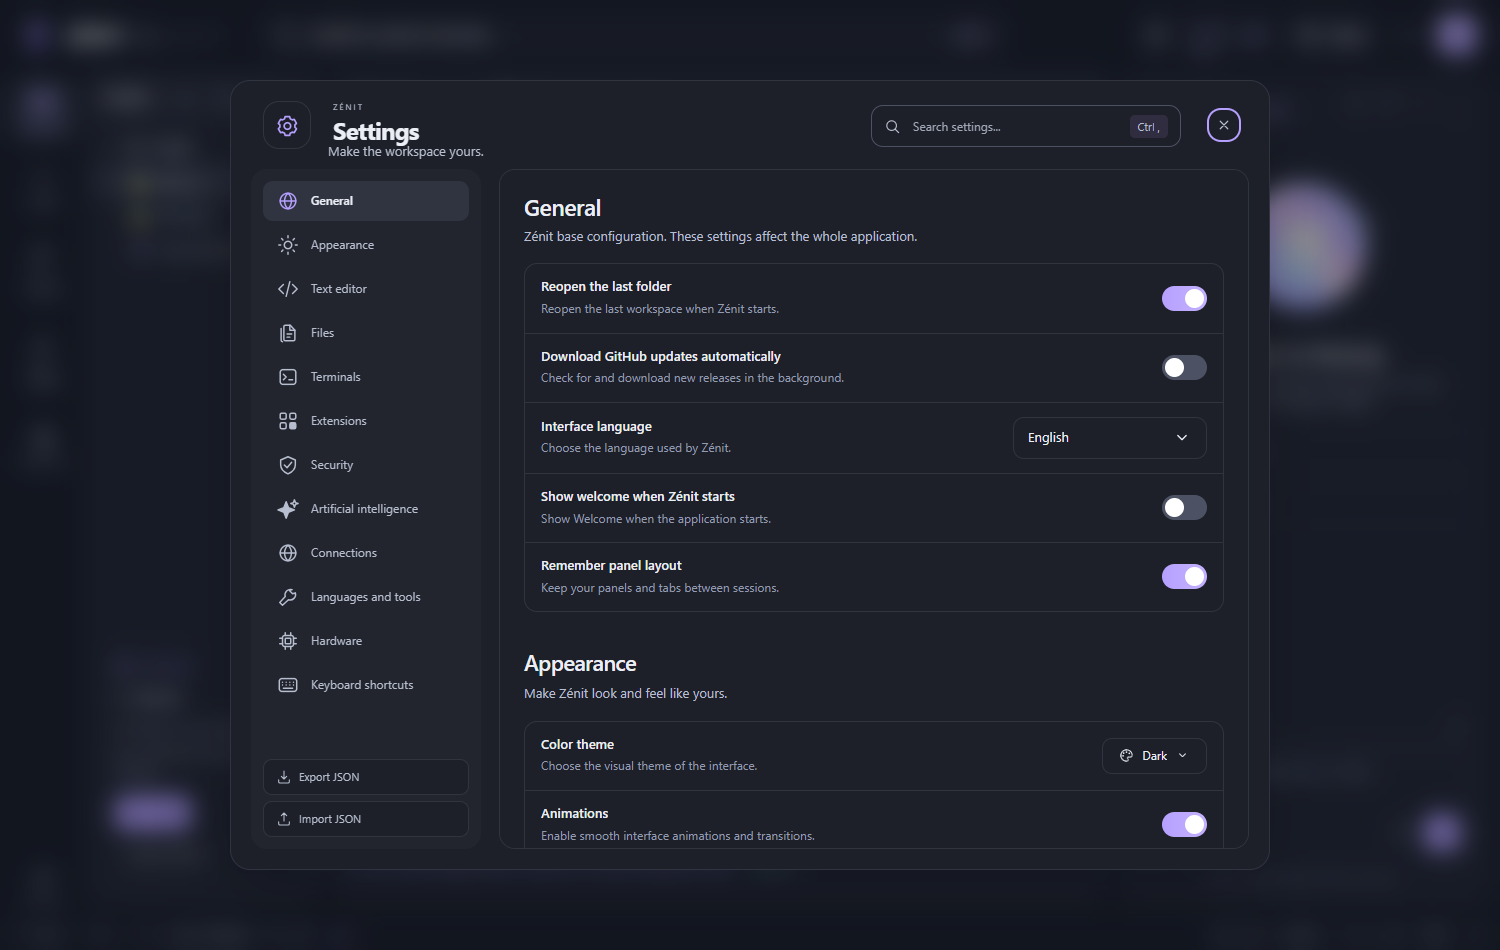 ZÉNIT
Settings
Make the workspace yours.
Search settings...
Ctrl ,
General
Appearance
Text editor
Files
Terminals
Extensions
Security
Artificial intelligence
Connections
Languages and tools
Hardware
Keyboard shortcuts
Export JSON
Import JSON
General
Zénit base configuration. These settings affect the whole application.
Reopen the last folder
Reopen the last workspace when Zénit starts.
Download GitHub updates automatically
Check for and download new releases in the background.
Interface language
Choose the language used by Zénit.
English
Show welcome when Zénit starts
Show Welcome when the application starts.
Remember panel layout
Keep your panels and tabs between sessions.
Appearance
Make Zénit look and feel like yours.
Color theme
Choose the visual theme of the interface.
Dark
Animations
Enable smooth interface animations and transitions.